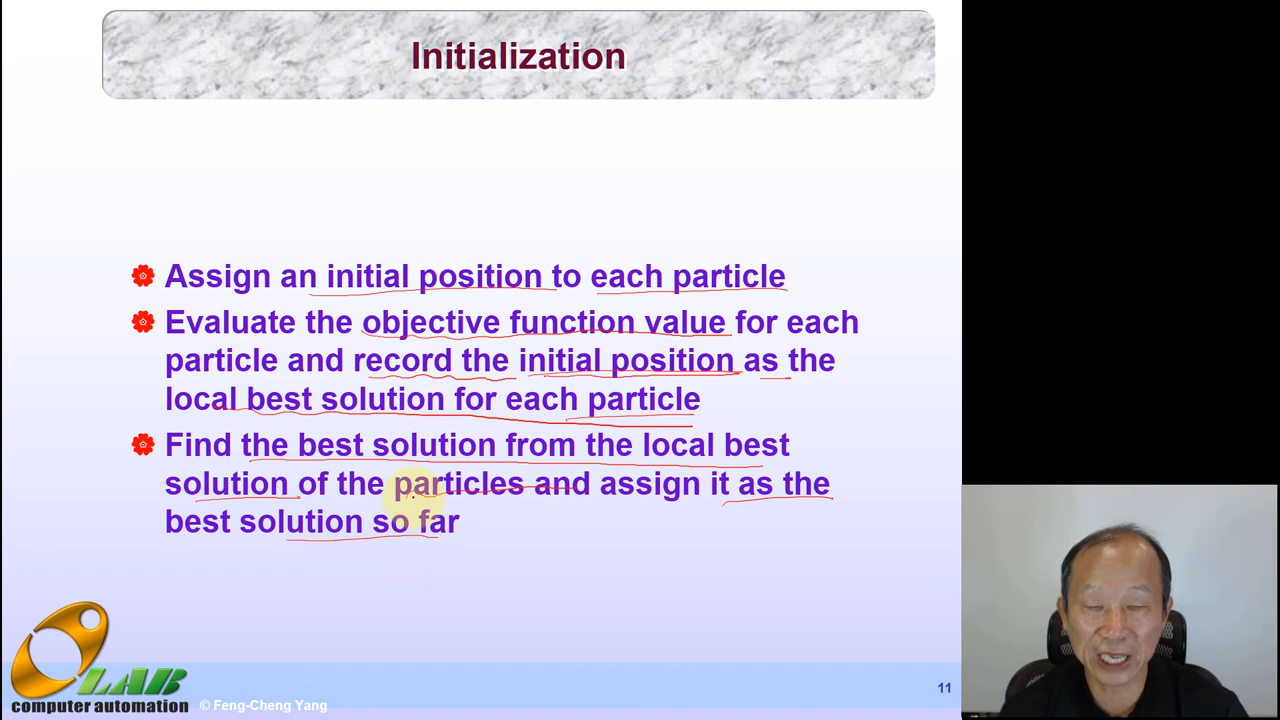 Initialization
Assign an initial position to each particle
Evaluate the objective function value for each
particle and record the initial position as the
local best solution for each particle
Find the best solution from the local best
solution of the particles and assign it as the
best solution so far
LAB
computer automation
© Feng-Cheng Yang
11